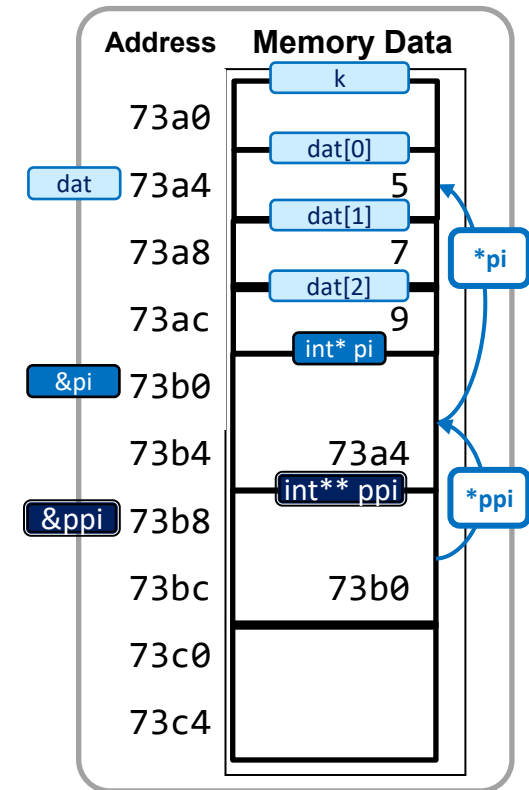 Address Memory Data
k
73a0
dat[0]
dat 73a4 5
dat[1]
73a8 7
*pi
dat[2]
73ac 9
int* pi
&pi 73b0
73b4 73a4
int** ppi
*ppi
&ppi 73b8
73bc 73b0
73c0
73c4